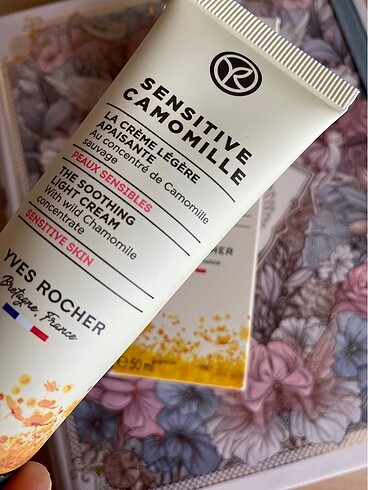 SENSITIVE
CAMOMILLE
LA CRÈME LÉGÈRE
APAISANTE
Au concentré de Camomille
sauvage
PEAUX SENSIBLES
THE SOOTHING
LIGHT CREAM
With wild Chamomile
concentrate
SENSITIVE SKIN
YVES ROCHER
Bretagne, France
CHER
50 ml